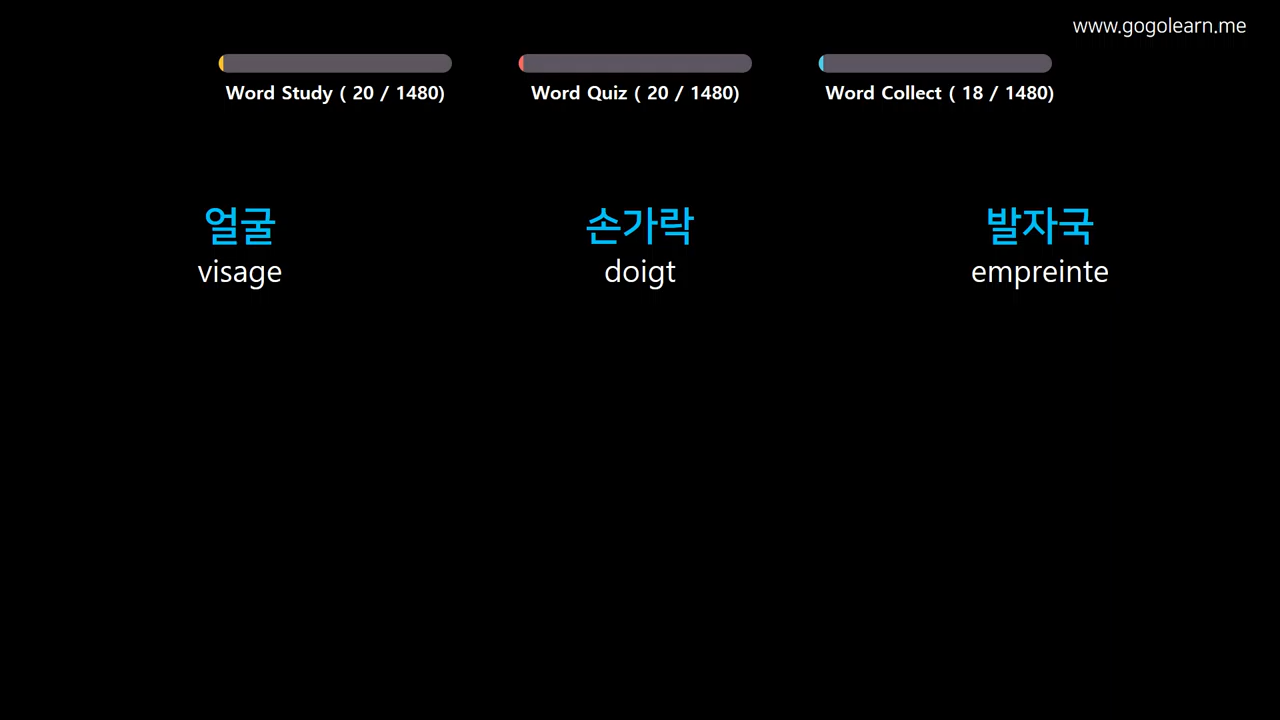 www.gogolearn.me
Word Study ( 20 / 1480)
Word Quiz ( 20 / 1480)
Word Collect ( 18 / 1480)
얼굴
visage
손가락
doigt
발자국
empreinte